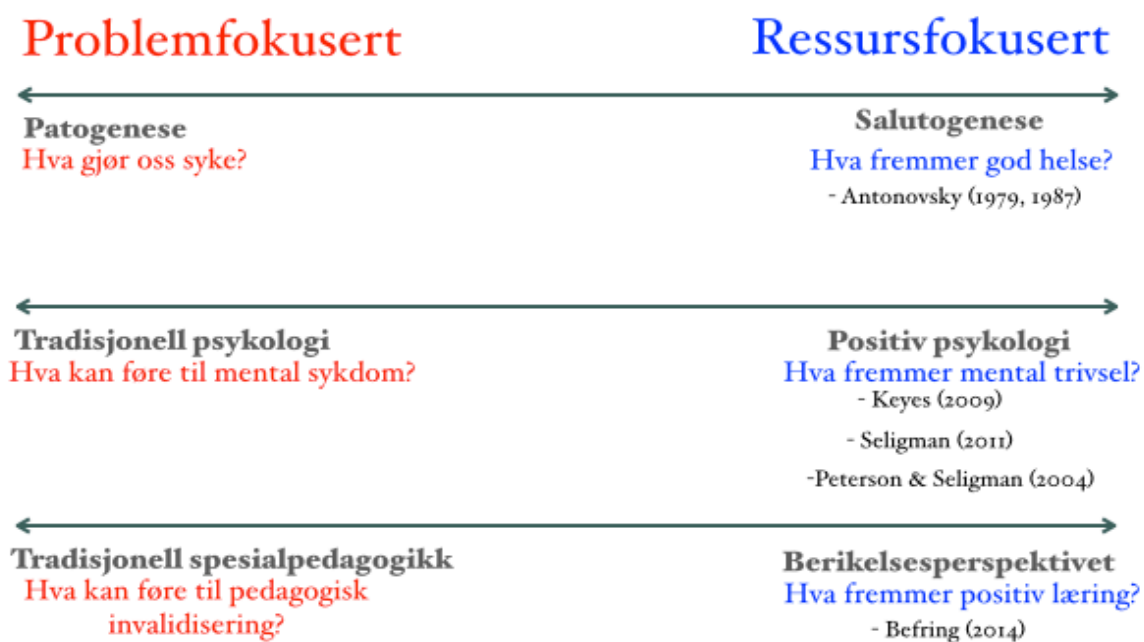 Problemfokusert
Ressursfokusert
Patogenese
Hva gjør oss syke?
Salutogenese
Hva fremmer god helse?
- Antonovsky (1979, 1987)
Tradisjonell psykologi
Hva kan føre til mental sykdom?
Positiv psykologi
Hva fremmer mental trivsel?
- Keyes (2009)
- Seligman (2011)
-Peterson & Seligman (2004)
Tradisjonell spesialpedagogikk
Hva kan føre til pedagogisk
invalidisering?
Berikelsesperspektivet
Hva fremmer positiv læring?
- Befring (2014)